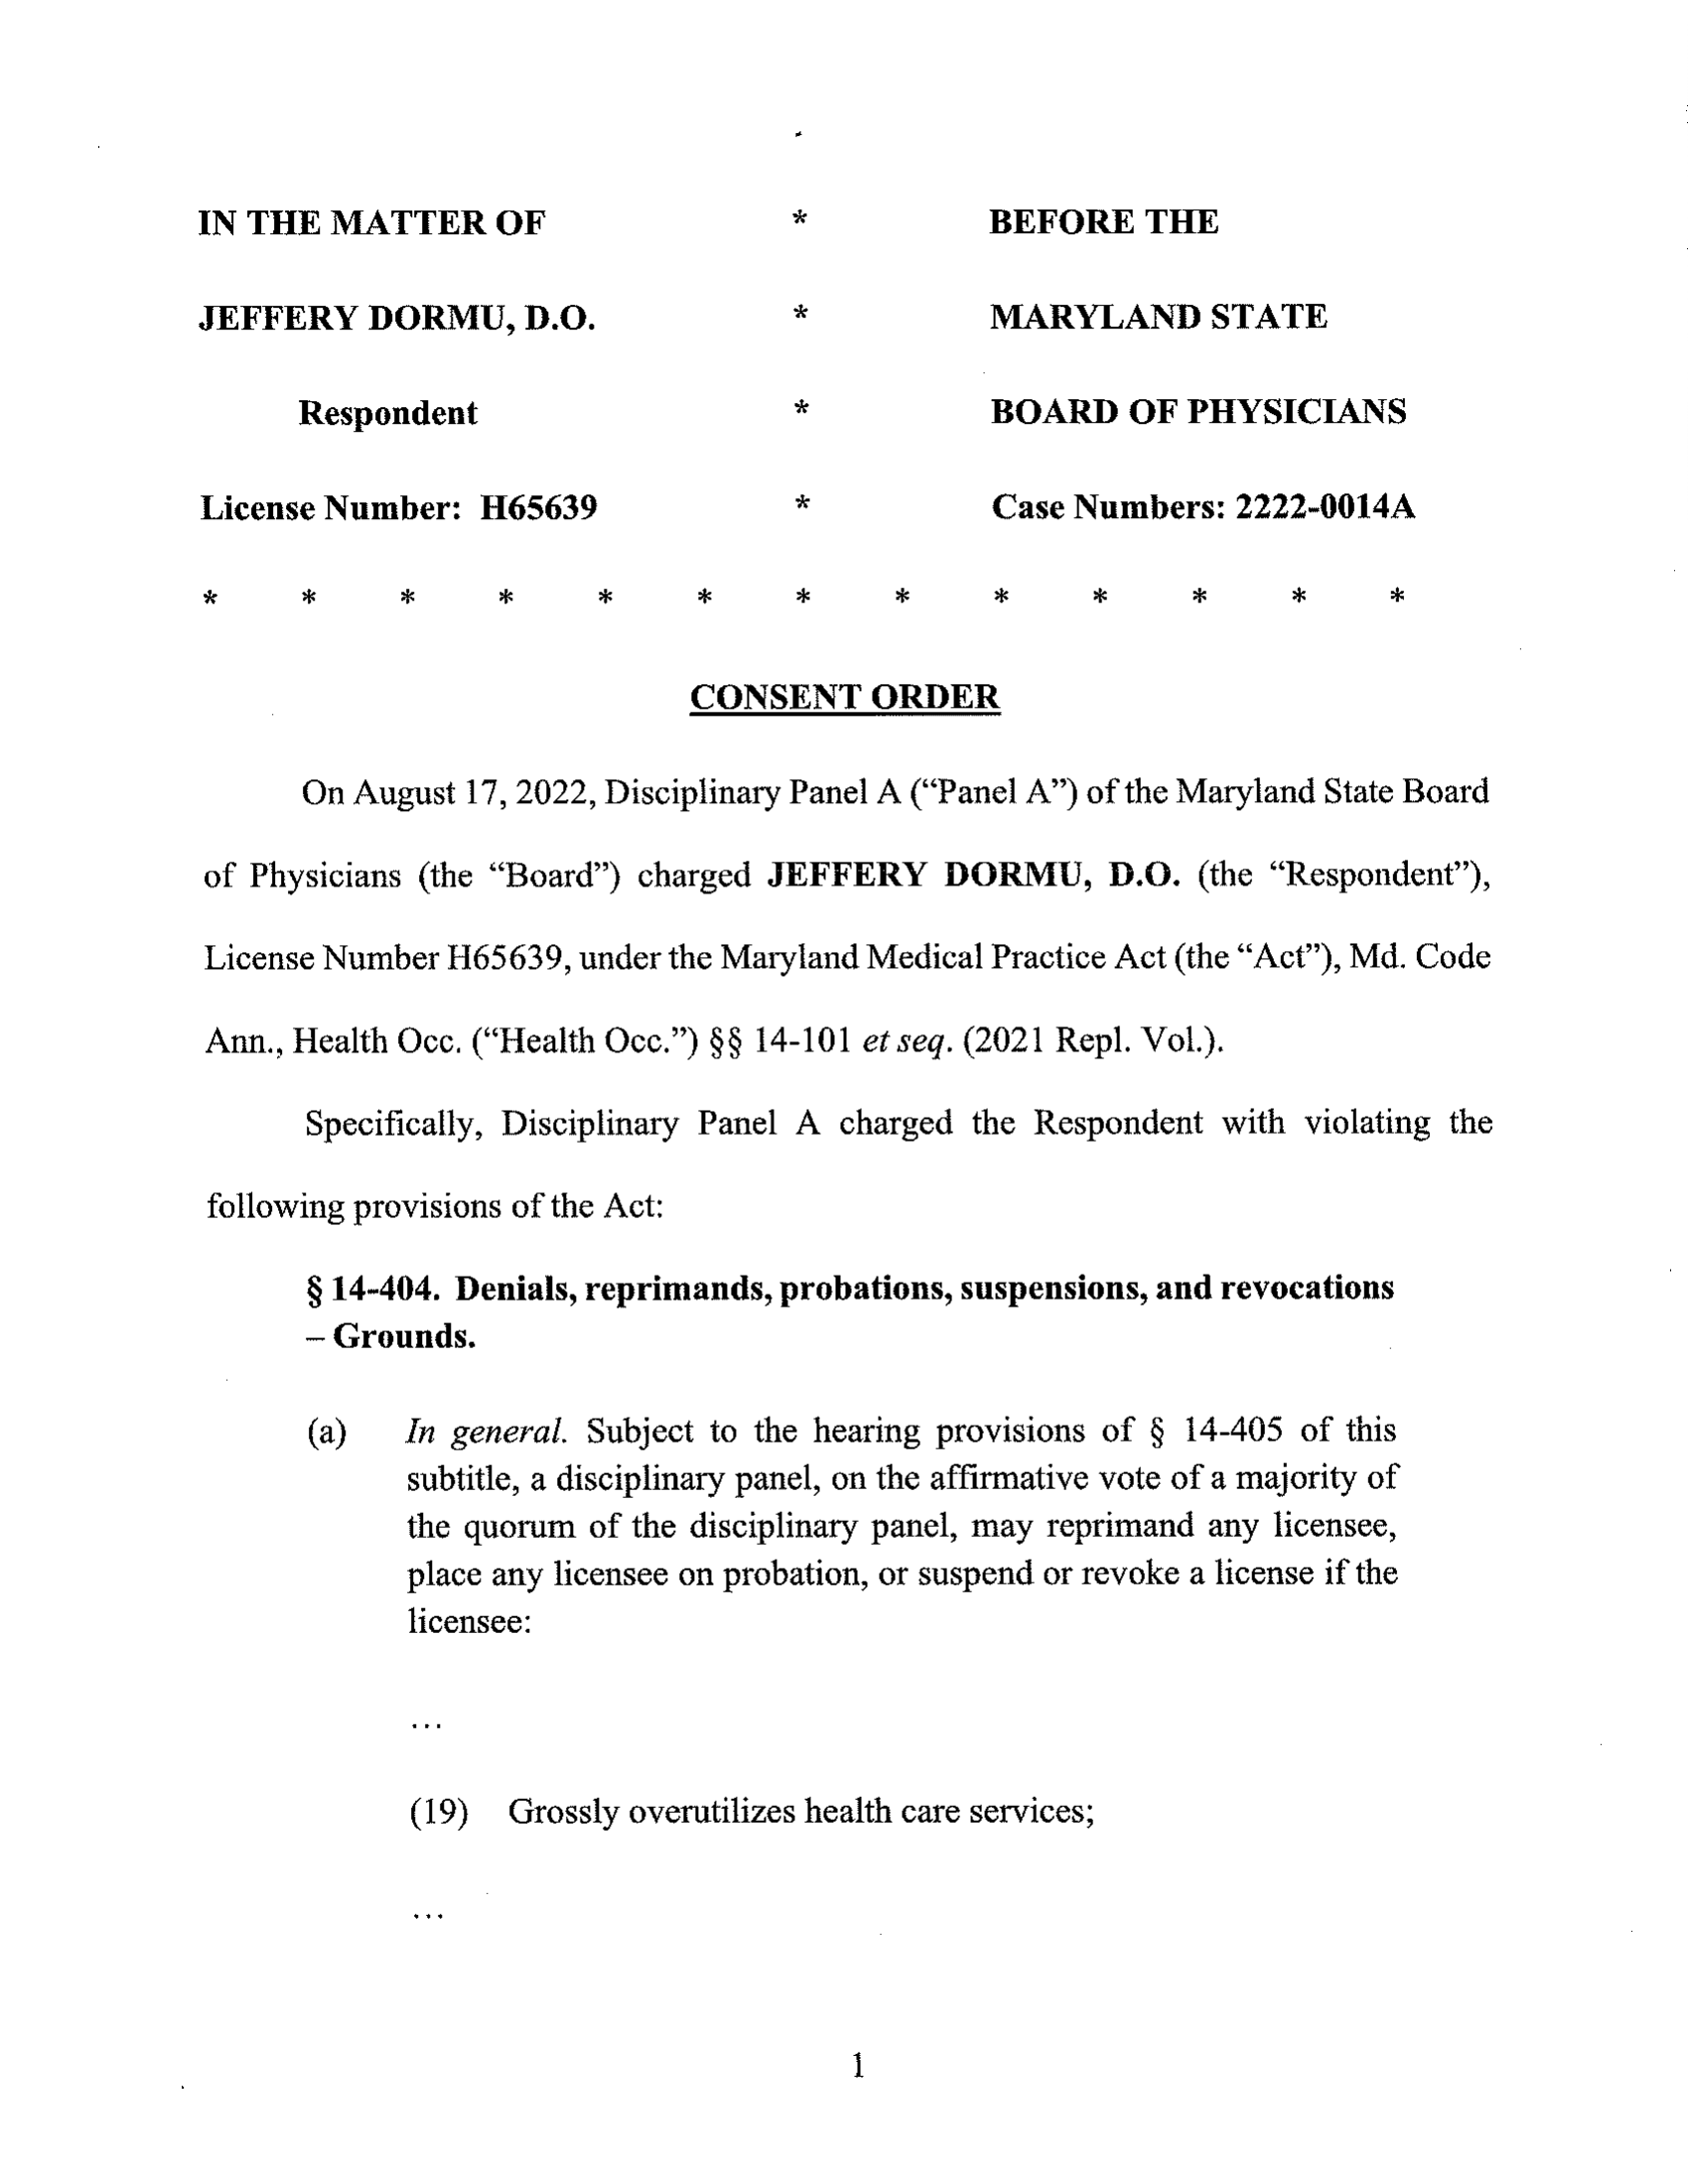 IN THE MATTER OF * BEFORE THE
JEFFERY DORMU, D.O. * MARYLAND STATE
Respondent * BOARD OF PHYSICIANS
License Number: H65639 * Case Numbers: 2222-0014A
* * * * * * * * * * * * *
CONSENT ORDER
On August 17, 2022, Disciplinary Panel A (“Panel A”) of the Maryland State Board
of Physicians (the “Board”) charged JEFFERY DORMU, D.O. (the “Respondent”),
License Number H65639, under the Maryland Medical Practice Act (the “Act”), Md. Code
Ann., Health Occ. (“Health Occ.”) §§ 14-101 et seq. (2021 Repl. Vol.).
Specifically, Disciplinary Panel A charged the Respondent with violating the
following provisions of the Act:
§ 14-404. Denials, reprimands, probations, suspensions, and revocations
– Grounds.
(a) In general. Subject to the hearing provisions of § 14-405 of this
subtitle, a disciplinary panel, on the affirmative vote of a majority of
the quorum of the disciplinary panel, may reprimand any licensee,
place any licensee on probation, or suspend or revoke a license if the
licensee:
...
(19) Grossly overutilizes health care services;
...
1